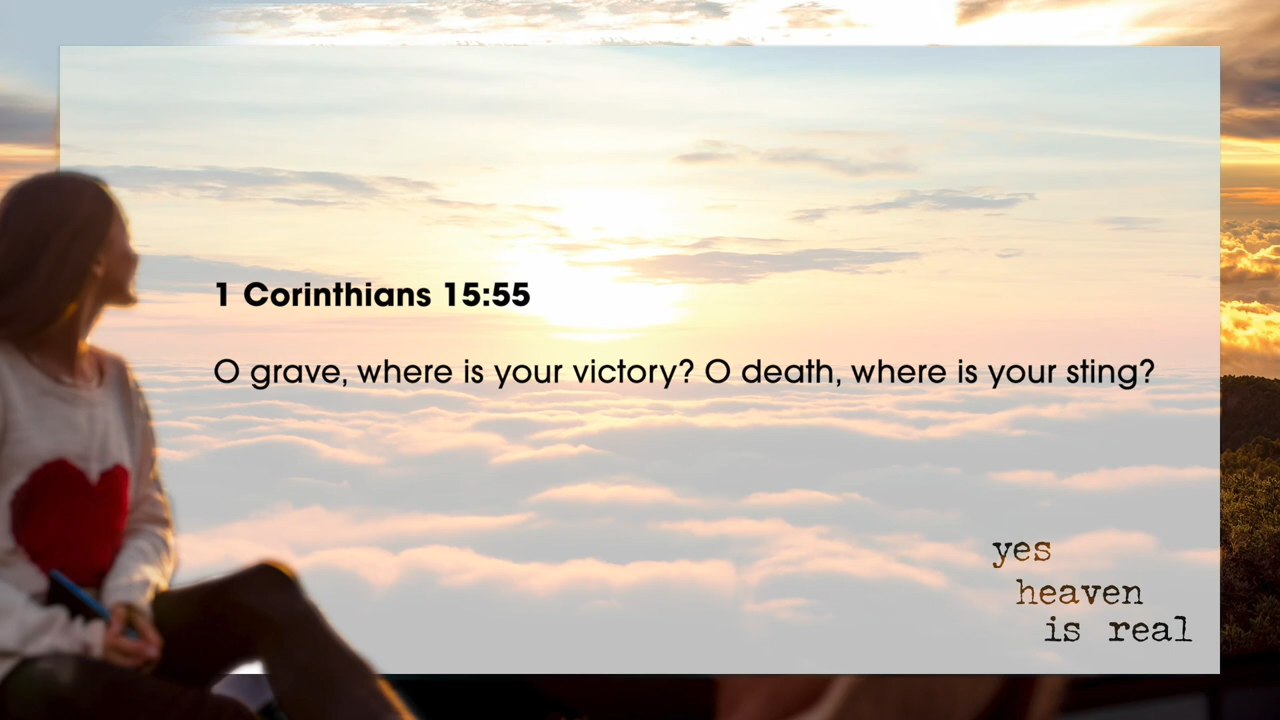 1 Corinthians 15:55
O grave, where is your victory? O death, where is your sting?
yes
heaven
is real